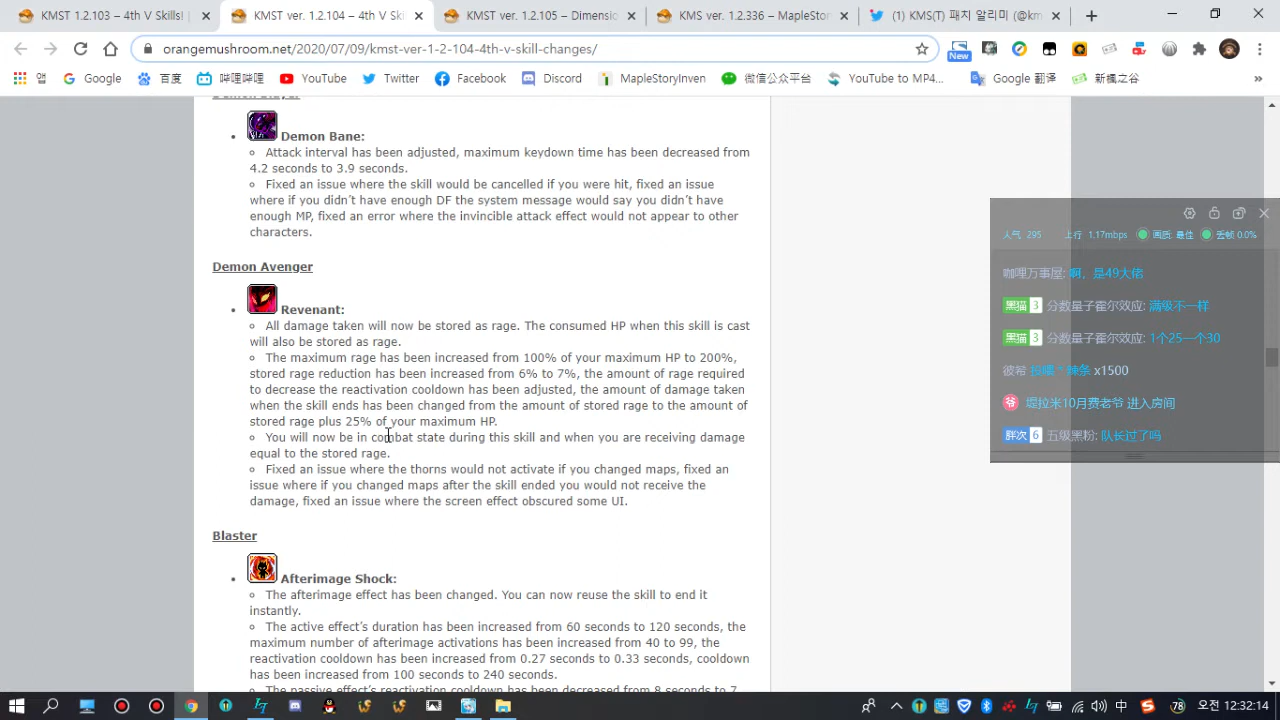 KMST 1.2.103 – 4th V Skills! |
KMST ver. 1.2.104 – 4th V Ski
KMST ver. 1.2.105 – Dimensio
KMS ver. 1.2.336 – MapleStory
(1) KMS(T) 패치 알리미 (@km
orangemushroom.net/2020/07/09/kmst-ver-1-2-104-4th-v-skill-changes/
New
앱
Google
百度
哔哩哔哩
YouTube
Twitter
Facebook
Discord
MapleStoryInven
微信公众平台
YouTube to MP4...
Google 翻译
新楓之谷
»
Demon Slayer
Demon Bane:
Attack interval has been adjusted, maximum keydown time has been decreased from
4.2 seconds to 3.9 seconds.
Fixed an issue where the skill would be cancelled if you were hit, fixed an issue
where if you didn’t have enough DF the system message would say you didn’t have
enough MP, fixed an error where the invincible attack effect would not appear to other
characters.
Demon Avenger
Revenant:
All damage taken will now be stored as rage. The consumed HP when this skill is cast
will also be stored as rage.
The maximum rage has been increased from 100% of your maximum HP to 200%,
stored rage reduction has been increased from 6% to 7%, the amount of rage required
to decrease the reactivation cooldown has been adjusted, the amount of damage taken
when the skill ends has been changed from the amount of stored rage to the amount of
stored rage plus 25% of your maximum HP.
You will now be in combat state during this skill and when you are receiving damage
equal to the stored rage.
Fixed an issue where the thorns would not activate if you changed maps, fixed an
issue where if you changed maps after the skill ended you would not receive the
damage, fixed an issue where the screen effect obscured some UI.
Blaster
Afterimage Shock:
The afterimage effect has been changed. You can now reuse the skill to end it
instantly.
The active effect’s duration has been increased from 60 seconds to 120 seconds, the
maximum number of afterimage activations has been increased from 40 to 99, the
reactivation cooldown has been increased from 0.27 seconds to 0.33 seconds, cooldown
has been increased from 100 seconds to 240 seconds.
The passive effect’s reactivation cooldown has been decreased from 8 seconds to 7
人气 295 上行 1.17mbps 画质: 最佳 丢帧 0.0%
咖哩万事屋: 啊，是49大佬
黑猫 3 分数量子霍尔效应: 满级不一样
黑猫 3 分数量子霍尔效应: 1个25一个30
彼希 辣条 x1500
爷 堤拉米10月费老爷 进入房间
群次 6 五级黑粉: 队长过了吗
中
78
오전 12:32:14